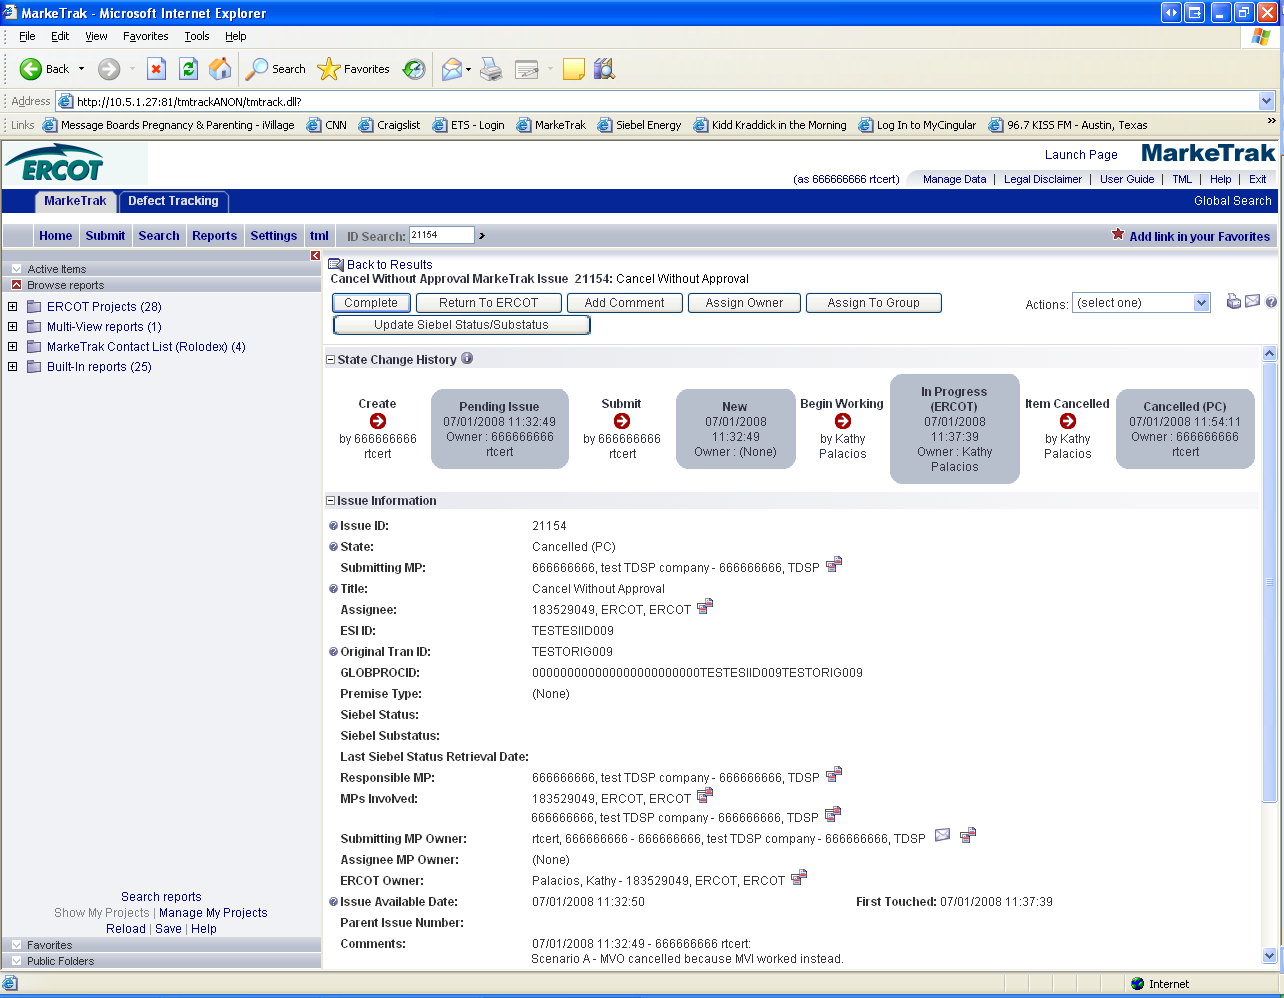 MarkeTrak - Microsoft Internet Explorer
File Edit View Favorites Tools Help
Back Search Favorites
Address http://10.5.1.27:81/tmtrackANON/tmtrack.dll?
Links Message Boards Pregnancy & Parenting - iVillage CNN Craigslist ETS - Login MarkeTrak Siebel Energy Kidd Kraddick in the Morning Log In to MyCingular 96.7 KISS FM - Austin, Texas »
ERCOT Launch Page MarkeTrak
(as 666666666 rtcert) Manage Data | Legal Disclaimer | User Guide | TML | Help | Exit
MarkeTrak Defect Tracking Global Search
Home Submit Search Reports Settings tml ID Search: 21154 Add link in your Favorites
Active Items
Browse reports
ERCOT Projects (28)
Multi-View reports (1)
MarkeTrak Contact List (Rolodex) (4)
Built-In reports (25)
Search reports
Show My Projects | Manage My Projects
Reload | Save | Help
Favorites
Public Folders
Back to Results
Cancel Without Approval MarkeTrak Issue 21154: Cancel Without Approval
Complete Return To ERCOT Add Comment Assign Owner Assign To Group Actions: (select one)
Update Siebel Status/Substatus
State Change History
Create
by 666666666
rtcert
Pending Issue
07/01/2008 11:32:49
Owner : 666666666
rtcert
Submit
by 666666666
rtcert
New
07/01/2008
11:32:49
Owner : (None)
Begin Working
by Kathy
Palacios
In Progress
(ERCOT)
07/01/2008
11:37:39
Owner : Kathy
Palacios
Item Cancelled
by Kathy
Palacios
Cancelled (PC)
07/01/2008 11:54:11
Owner : 666666666
rtcert
Issue Information
Issue ID: 21154
State: Cancelled (PC)
Submitting MP: 666666666, test TDSP company - 666666666, TDSP
Title: Cancel Without Approval
Assignee: 183529049, ERCOT, ERCOT
ESI ID: TESTESIID009
Original Tran ID: TESTORIG009
GLOBPROCID: 000000000000000000000000TESTESIID009TESTORIG009
Premise Type: (None)
Siebel Status:
Siebel Substatus:
Last Siebel Status Retrieval Date:
Responsible MP: 666666666, test TDSP company - 666666666, TDSP
MPs Involved: 183529049, ERCOT, ERCOT
666666666, test TDSP company - 666666666, TDSP
Submitting MP Owner: rtcert, 666666666 - 666666666, test TDSP company - 666666666, TDSP
Assignee MP Owner: (None)
ERCOT Owner: Palacios, Kathy - 183529049, ERCOT, ERCOT
Issue Available Date: 07/01/2008 11:32:50 First Touched: 07/01/2008 11:37:39
Parent Issue Number:
Comments: 07/01/2008 11:32:49 - 666666666 rtcert:
Scenario A - MVO cancelled because MVI worked instead.
Internet